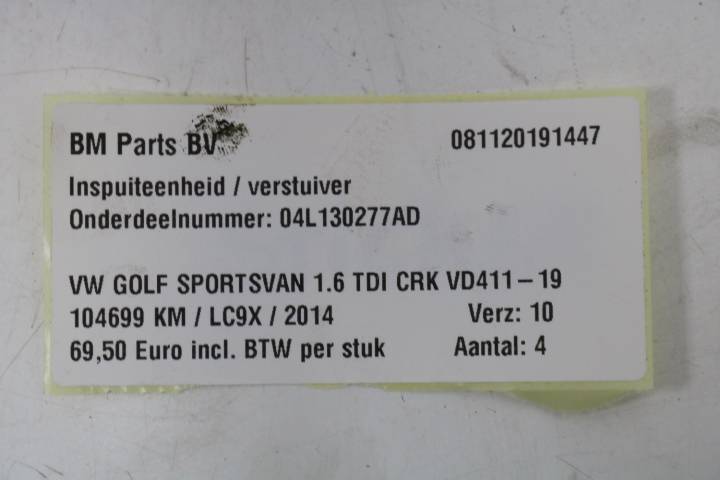 BM Parts BV 081120191447
Inspuiteenheid / verstuiver
Onderdeelnummer: 04L130277AD
VW GOLF SPORTSVAN 1.6 TDI CRK VD411-19
104699 KM / LC9X / 2014 Verz: 10
69,50 Euro incl. BTW per stuk Aantal: 4